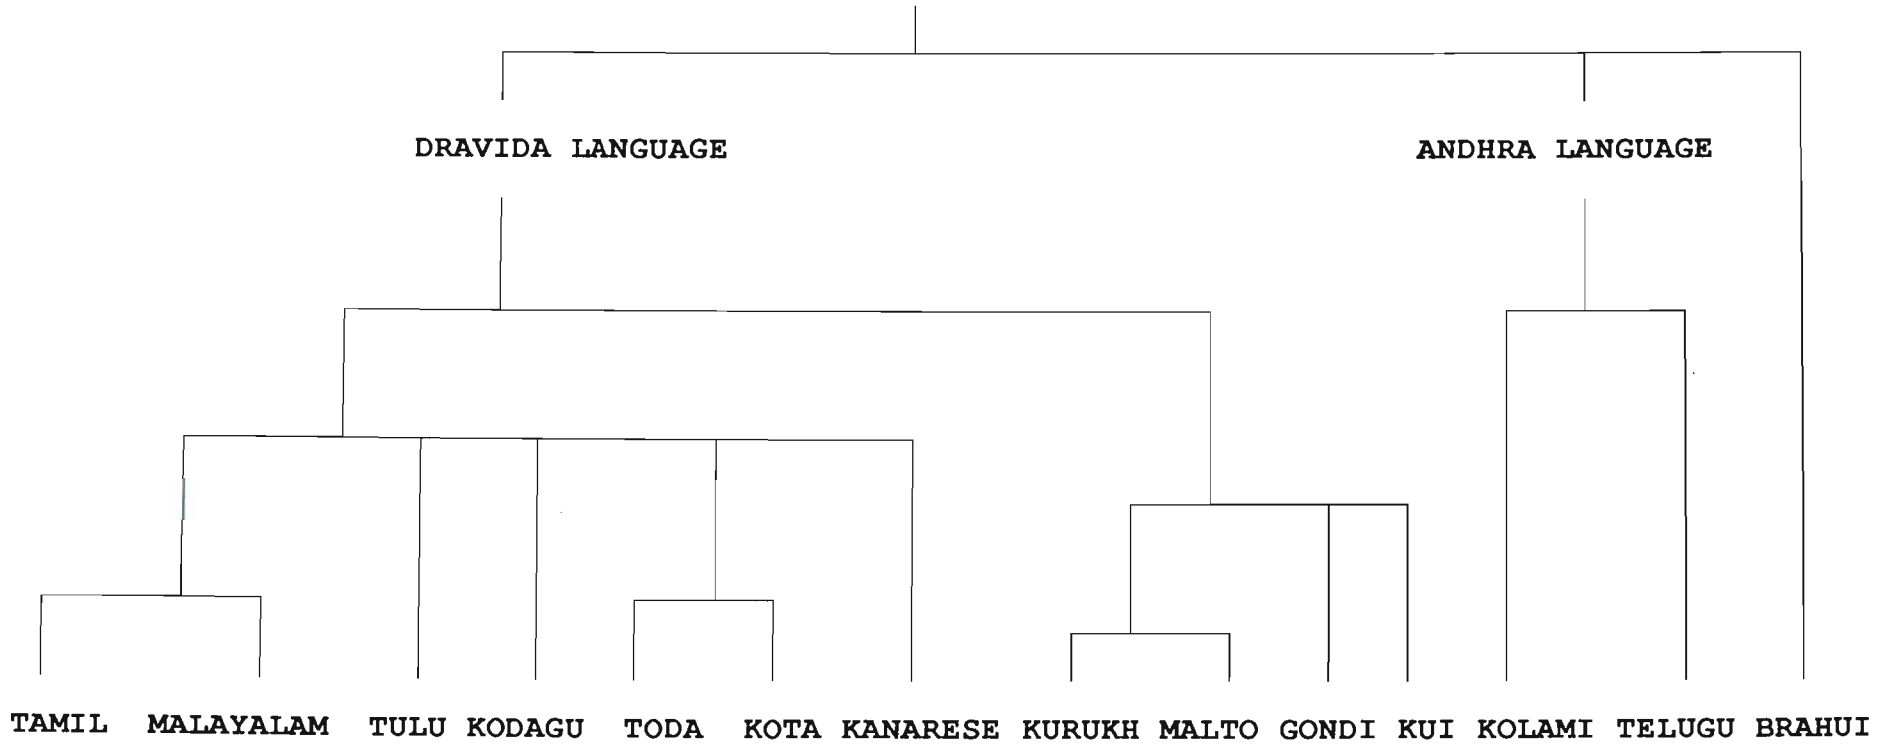 DRAVIDA LANGUAGE ANDHRA LANGUAGE
TAMIL MALAYALAM TULU KODAGU TODA KOTA KANARESE KURUKH MALTO GONDI KUI KOLAMI TELUGU BRAHUI